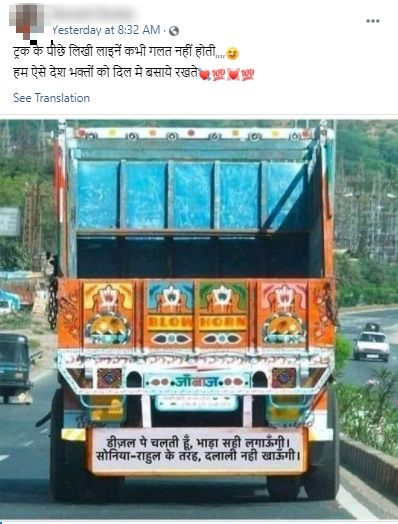 Yesterday at 8:32 AM ·
ट्रक के पीछे लिखी लाइनें कभी गलत नहीं होती,,,,😉
हम ऐसे देश भक्तों को दिल मे बसाये रखते💘💯💓💯
See Translation
BLOW HORN
जाँबाज
डीज़ल पे चलती हूँ, भाड़ा सही लगाऊँगी।
सोनिया-राहुल के तरह, दलाली नही खाऊँगी।